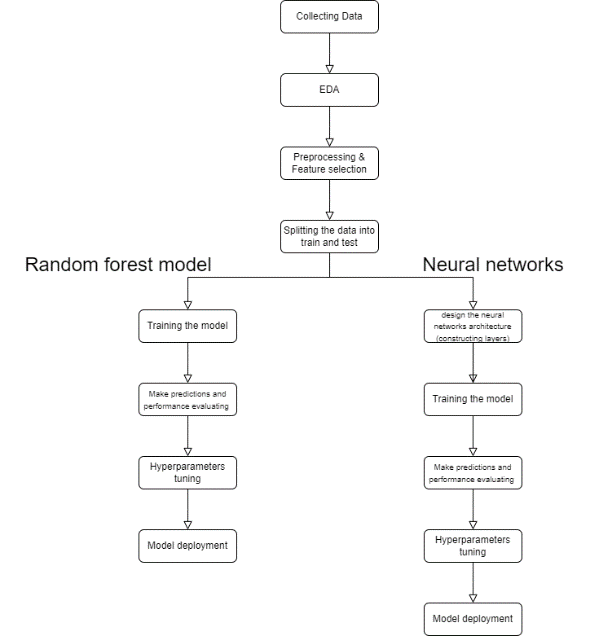 Collecting Data
EDA
Preprocessing &
Feature selection
Splitting the data into
train and test
Random forest model
Training the model
Make predictions and
performance evaluating
Hyperparameters
tuning
Model deployment
Neural networks
design the neural
networks architecture
(constructing layers)
Training the model
Make predictions and
performance evaluating
Hyperparameters
tuning
Model deployment